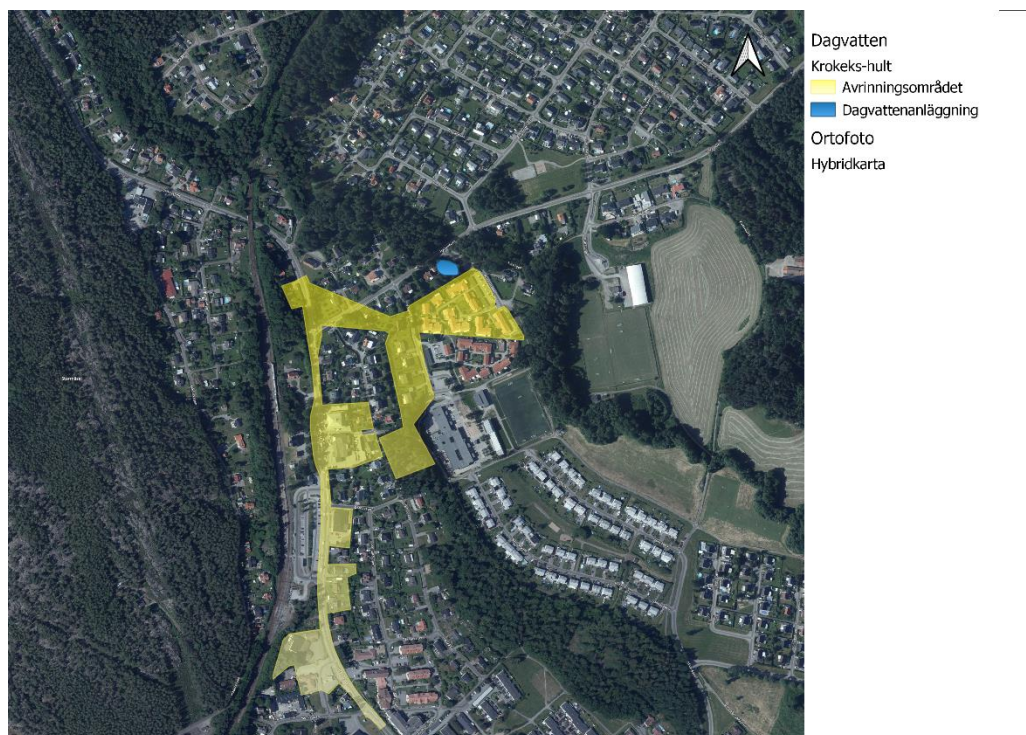 Dagvatten
Krokeks-hult
Avrinningsområdet
Dagvattenanläggning
Ortofoto
Hybridkarta